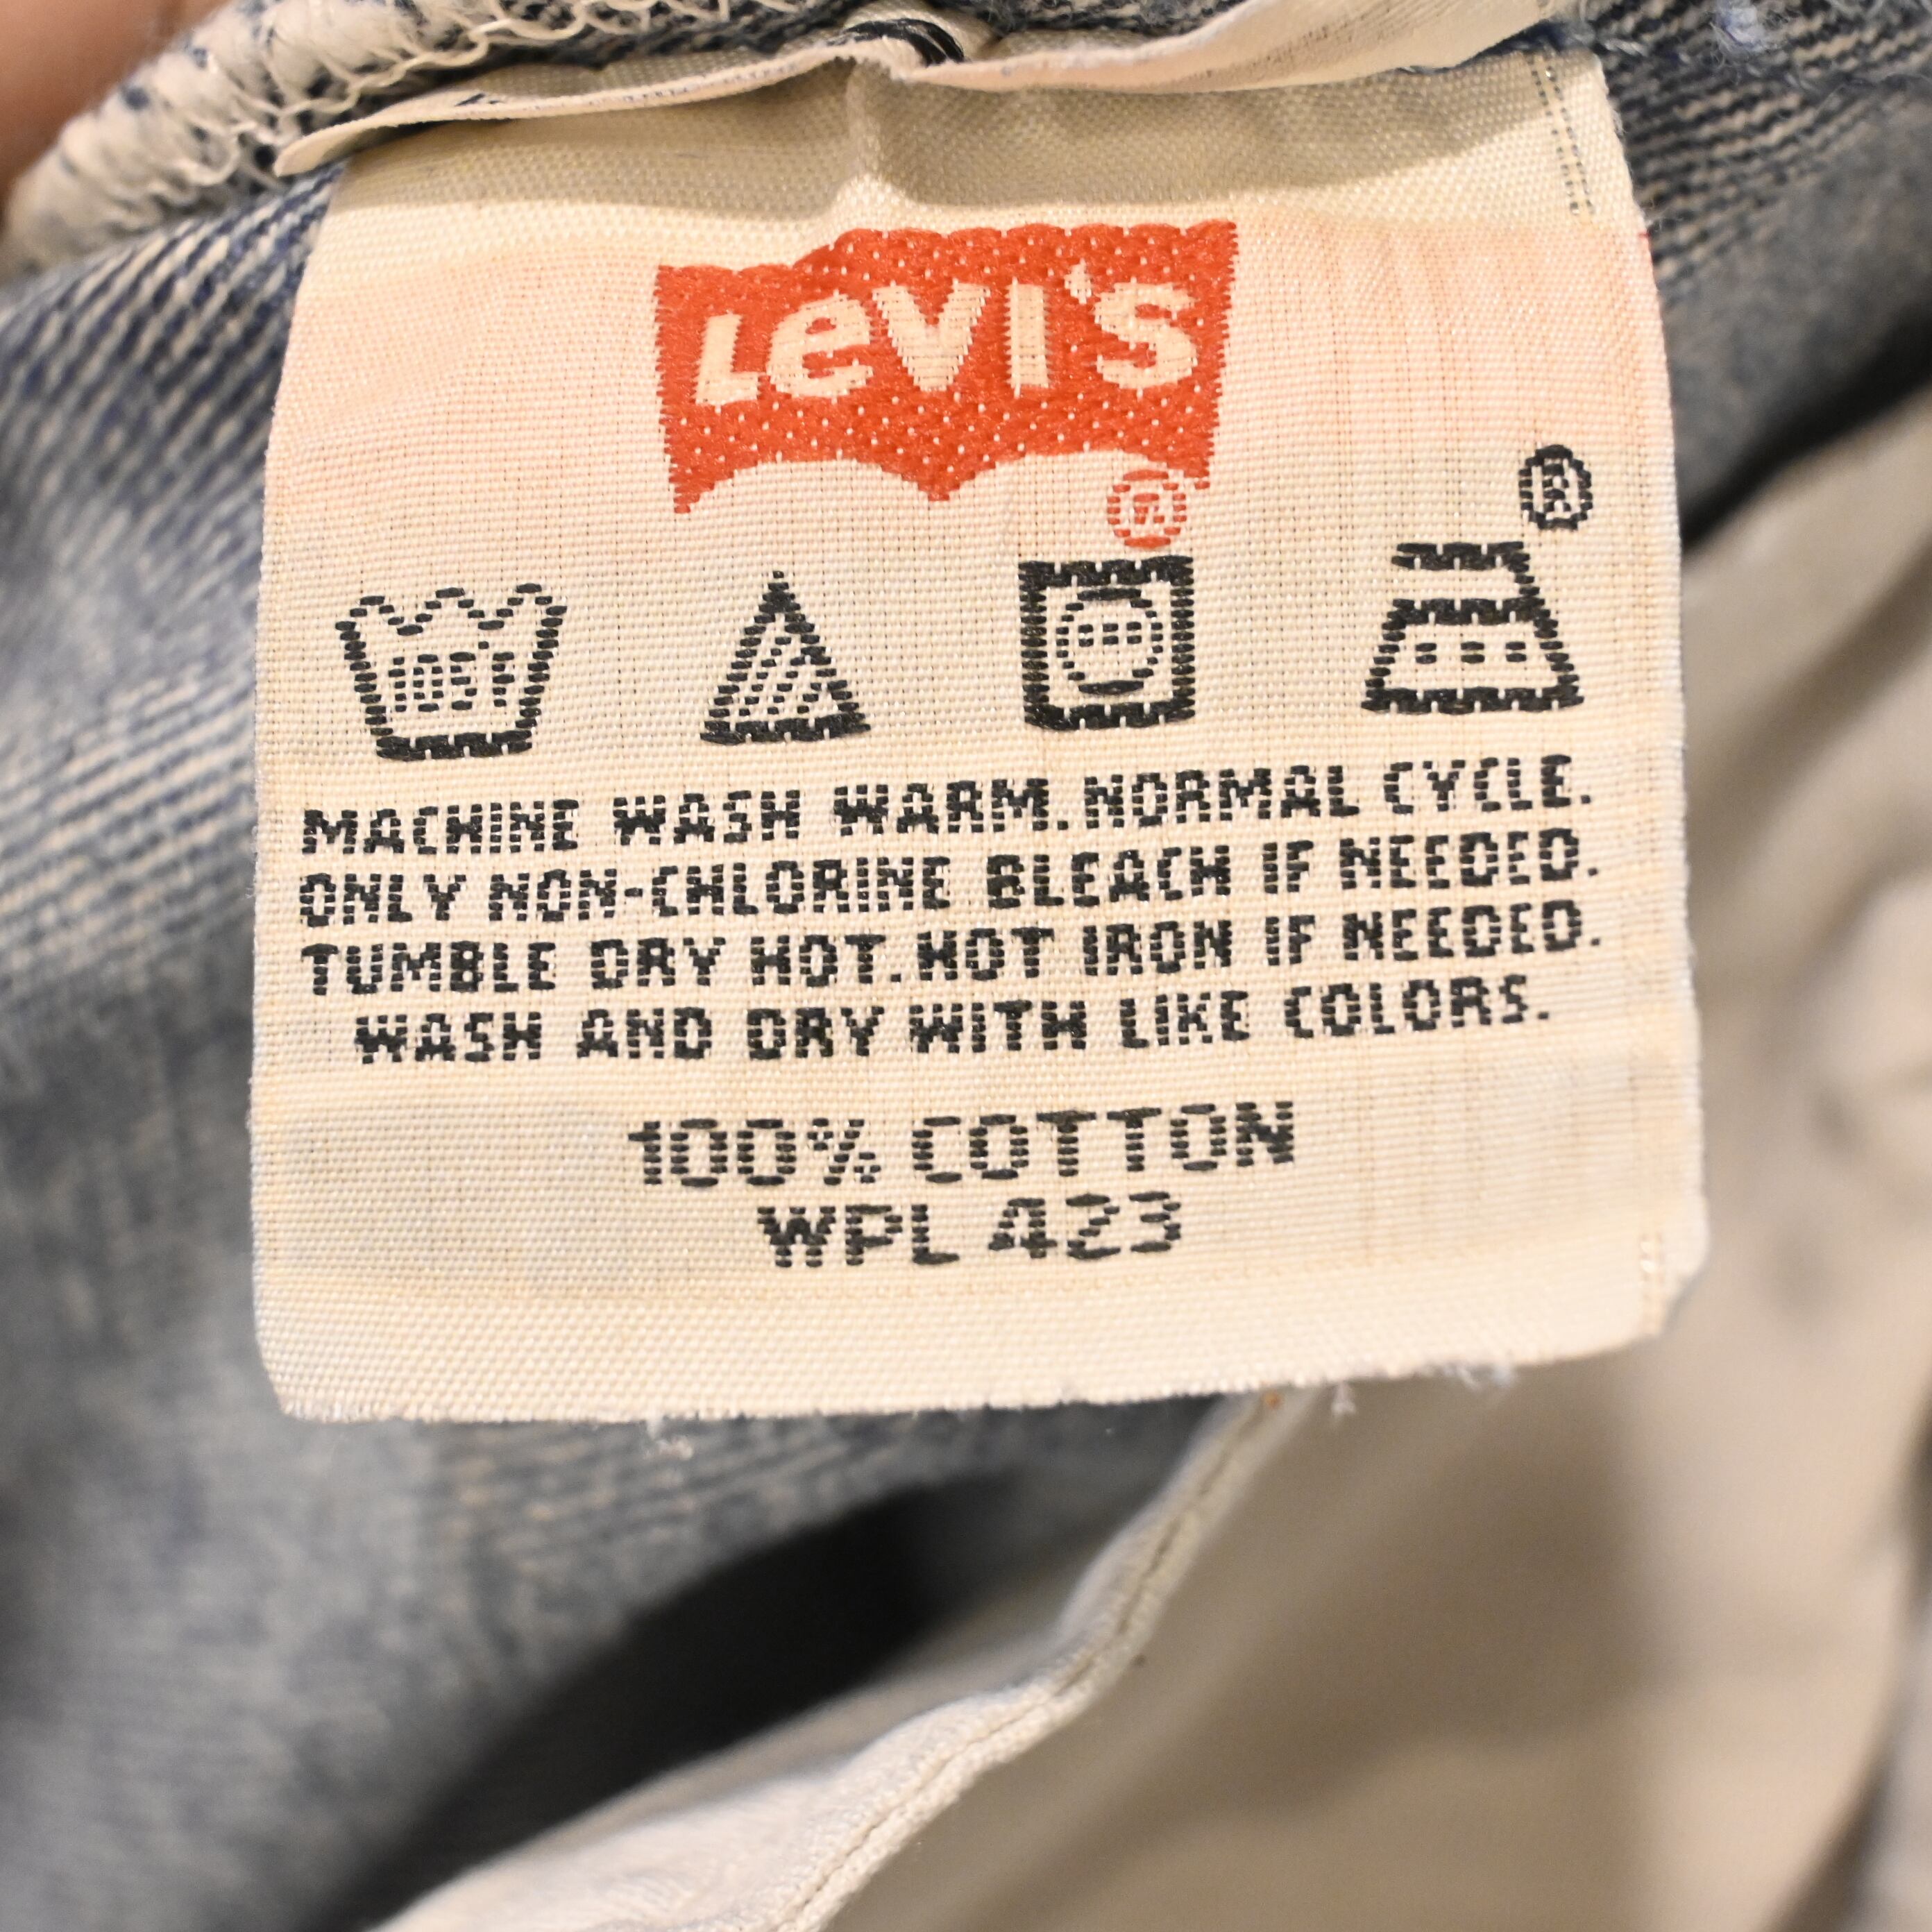 LEVI'S
®
®
105°F
MACHINE WASH WARM. NORMAL CYCLE.
ONLY NON-CHLORINE BLEACH IF NEEDED.
TUMBLE DRY HOT. HOT IRON IF NEEDED.
WASH AND DRY WITH LIKE COLORS.
100% COTTON
WPL 423